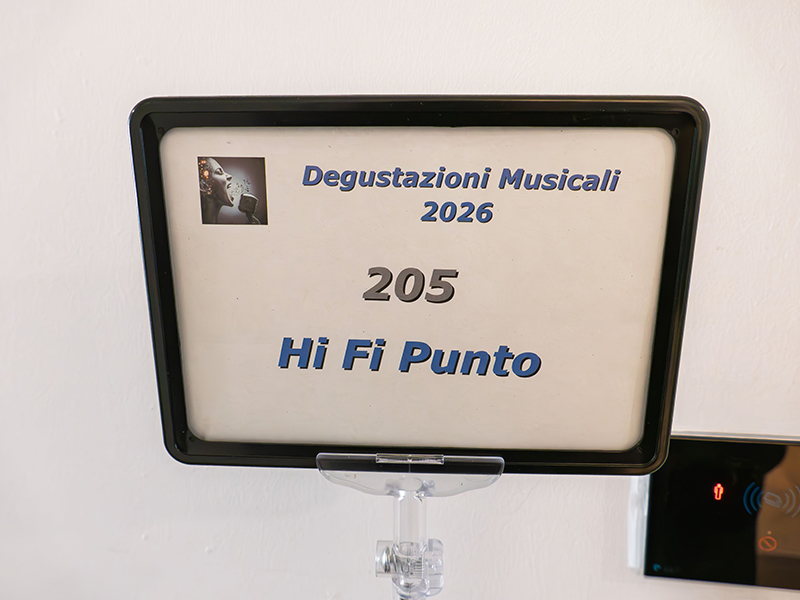 Degustazioni Musicali
2026
205
Hi Fi Punto